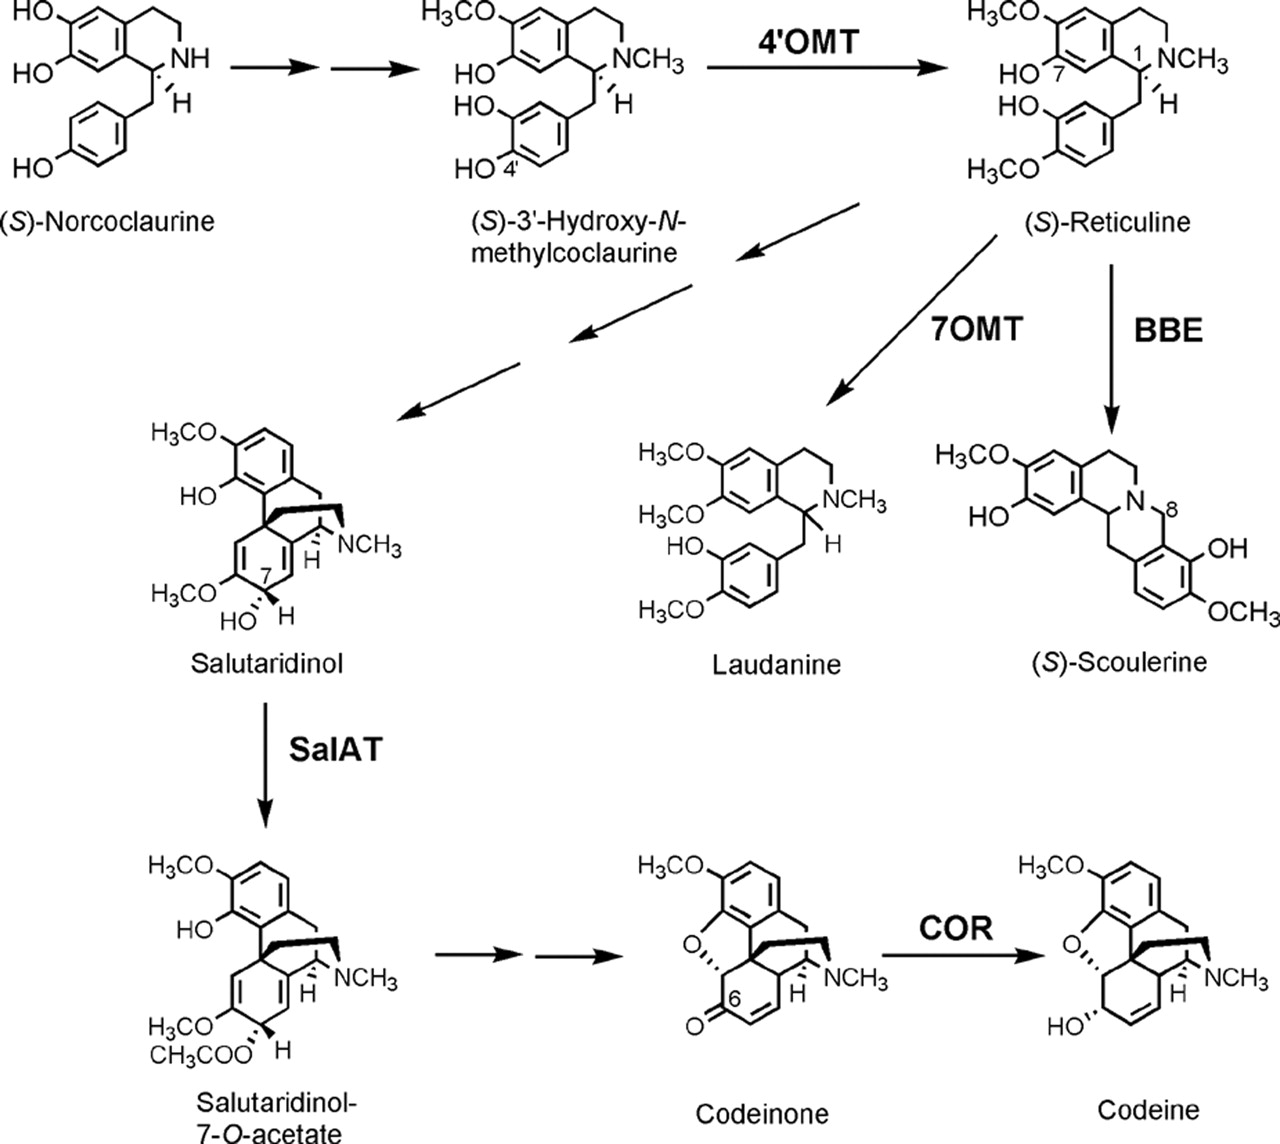 HO
HO
NH
H
HO
(S)-Norcoclaurine
H₃CO
HO
NCH₃
H
HO
HO
4'
(S)-3'-Hydroxy-N-
methylcoclaurine
4'OMT
H₃CO
HO
7
1
NCH₃
H
HO
H₃CO
(S)-Reticuline
7OMT
BBE
H₃CO
HO
7
H
NCH₃
H₃CO
HO
H
Salutaridinol
H₃CO
H₃CO
NCH₃
HO
H
H₃CO
Laudanine
H₃CO
HO
N
8
OH
OCH₃
(S)-Scoulerine
SalAT
H₃CO
HO
H
NCH₃
H₃CO
CH₃COO
H
Salutaridinol-
7-O-acetate
H₃CO
O
6
H
NCH₃
O
Codeinone
COR
H₃CO
O
H
NCH₃
HO
Codeine